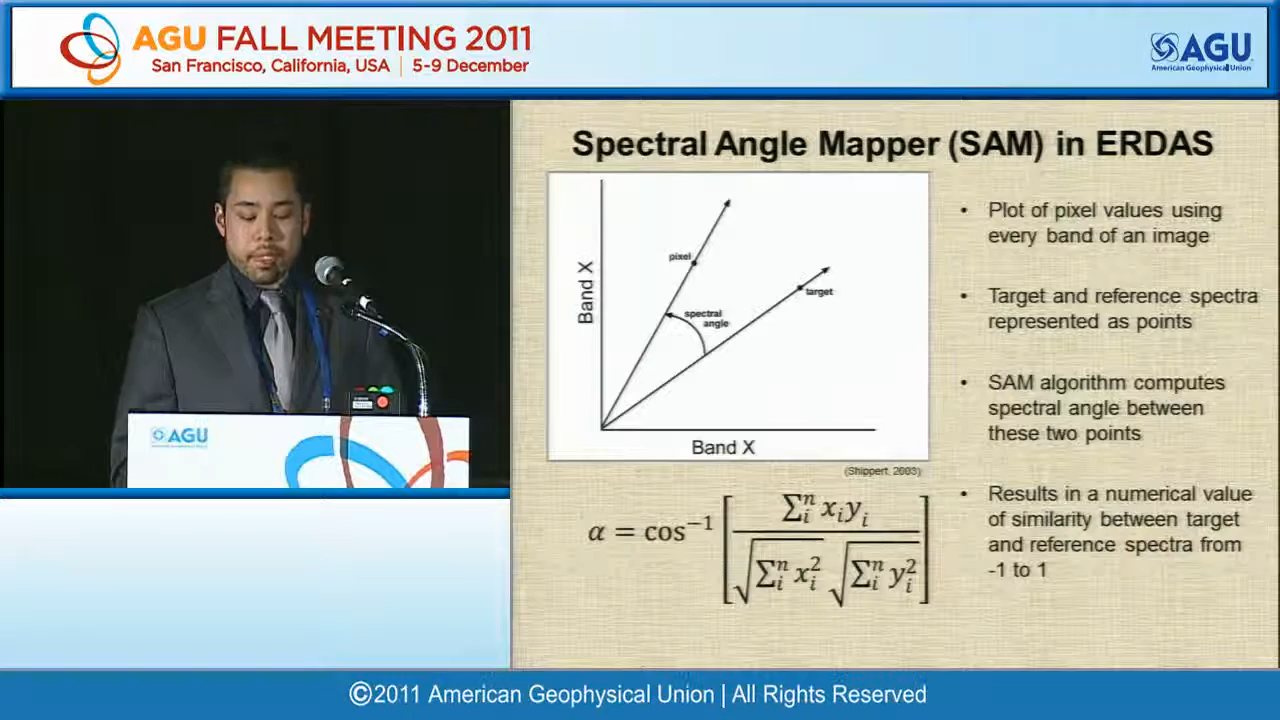 AGU FALL MEETING 2011
San Francisco, California, USA | 5-9 December
AGU
American Geophysical Union
AGU
Spectral Angle Mapper (SAM) in ERDAS
Band X
pixel
target
spectral
angle
Band X
(Shippert, 2003)
α = cos⁻¹ [ Σᵢⁿ xᵢyᵢ / √Σᵢⁿ xᵢ² √Σᵢⁿ yᵢ² ]
• Plot of pixel values using
every band of an image
• Target and reference spectra
represented as points
• SAM algorithm computes
spectral angle between
these two points
• Results in a numerical value
of similarity between target
and reference spectra from
-1 to 1
©2011 American Geophysical Union | All Rights Reserved